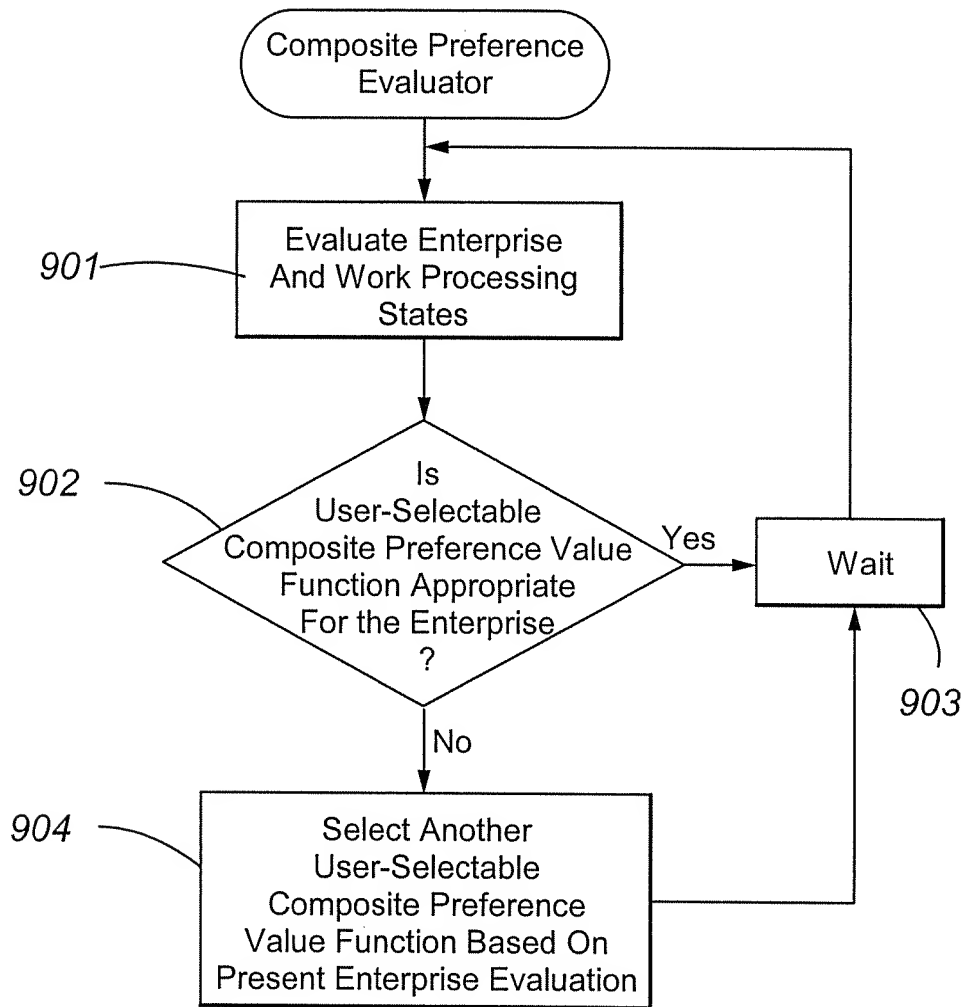 Composite Preference
Evaluator
901
Evaluate Enterprise
And Work Processing
States
902
Is
User-Selectable
Composite Preference Value
Function Appropriate
For the Enterprise
?
Yes
Wait
903
No
904
Select Another
User-Selectable
Composite Preference
Value Function Based On
Present Enterprise Evaluation